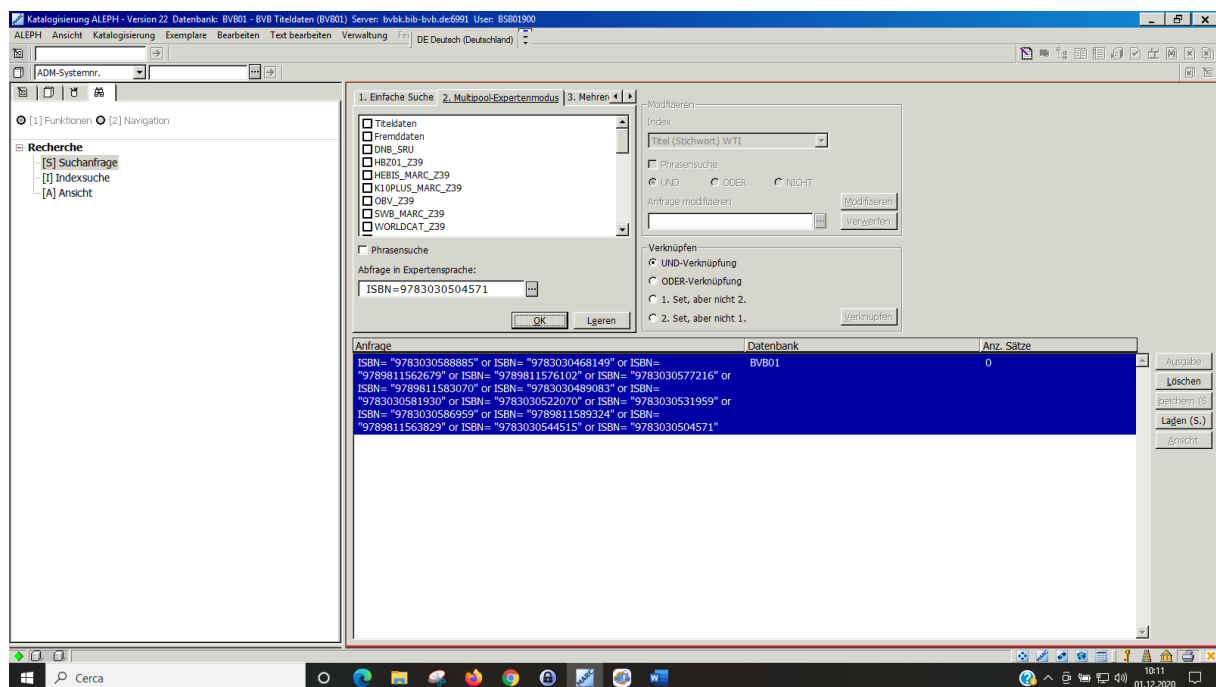 Katalogisierung ALEPH - Version 22 Datenbank: BVB01 - BVB Titeldaten (BVB01) Server: bvbk.bib-bvb.de:6991 User: BSB01900
ALEPH Ansicht Katalogisierung Exemplare Bearbeiten Text bearbeiten Verwaltung
DE Deutsch (Deutschland)
ADM-Systemnr.
[1] Funktionen [2] Navigation
Recherche
[S] Suchanfrage
[I] Indexsuche
[A] Ansicht
1. Einfache Suche 2. Multipool-Expertenmodus 3. Mehrere
Titeldaten
Fremddaten
DNB_SRU
HBZ01_Z39
HEBIS_MARC_Z39
K10PLUS_MARC_Z39
OBV_Z39
SWB_MARC_Z39
WORLDCAT_Z39
Phrasensuche
Abfrage in Expertensprache:
ISBN=9783030504571
...
OK Leeren
Modifizieren
Index
Titel (Stichwort) WTI
Phrasensuche
UND ODER NICHT
Anfrage modifizieren Modifizieren
... Verwerfen
Verknüpfen
UND-Verknüpfung
ODER-Verknüpfung
1. Set, aber nicht 2.
2. Set, aber nicht 1. Verknüpfen
Anfrage Datenbank Anz. Sätze
ISBN= "9783030588885" or ISBN= "9783030468149" or ISBN= BVB01 0
"9789811562679" or ISBN= "9789811576102" or ISBN= "9783030577216" or
ISBN= "9789811583070" or ISBN= "9783030489083" or ISBN=
"9783030581930" or ISBN= "9783030522070" or ISBN= "9783030531959" or
ISBN= "9783030586959" or ISBN= "9789811589324" or ISBN=
"9789811563829" or ISBN= "9783030544515" or ISBN= "9783030504571"
Ausgabe
Löschen
peichern (S.
Laden (S.)
Ansicht
Cerca
10:11
01.12.2020